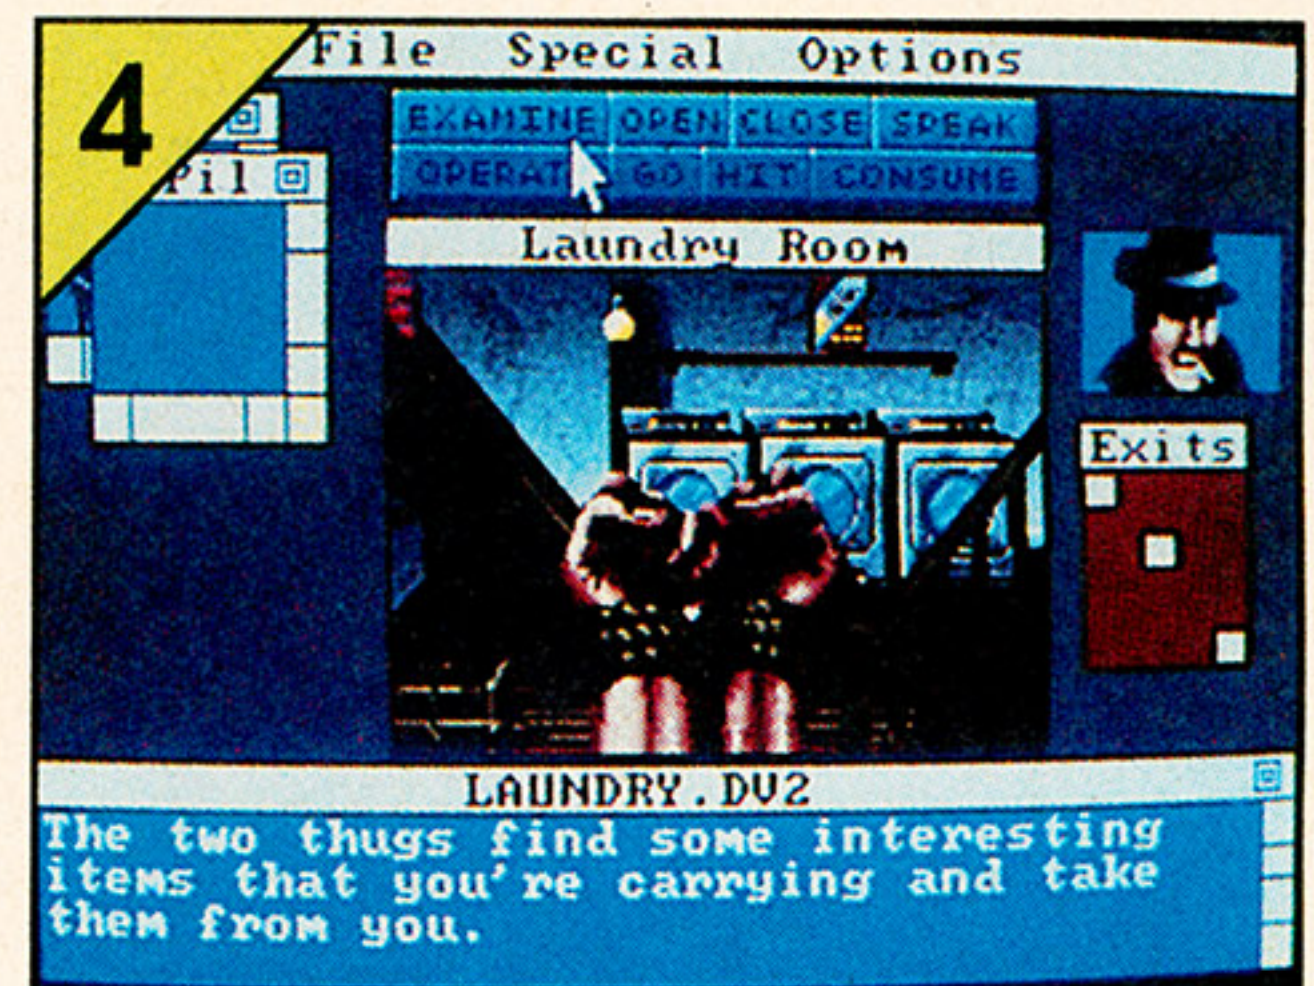 4
File Special Options
EXAMINE OPEN CLOSE SPEAK
OPERAT GO HIT CONSUME
Pil
Laundry Room
Exits
LAUNDRY.DV2
The two thugs find some interesting
items that you're carrying and take
them from you.